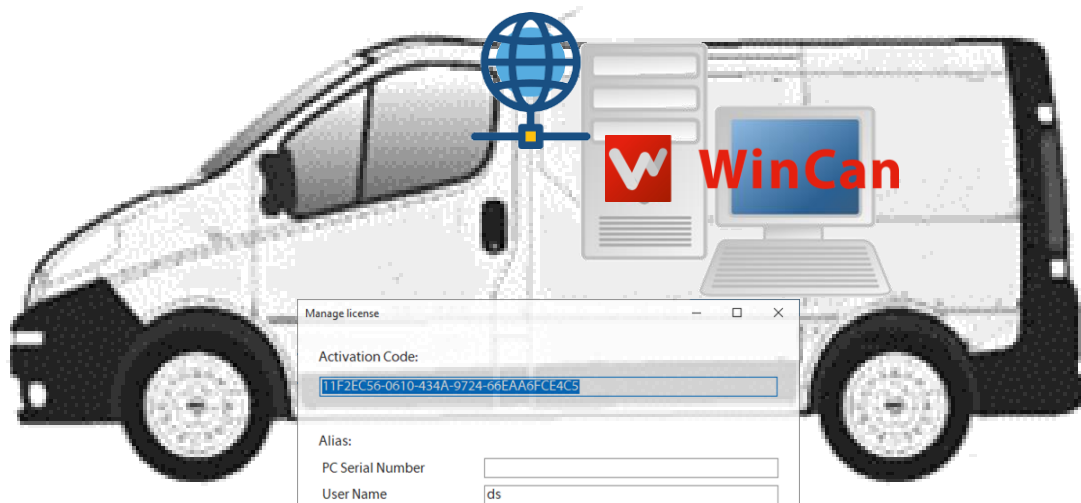 WinCan
Manage license
Activation Code:
11F2EC56-0610-434A-9724-66EAA6FCE4C5
Alias:
PC Serial Number
User Name ds